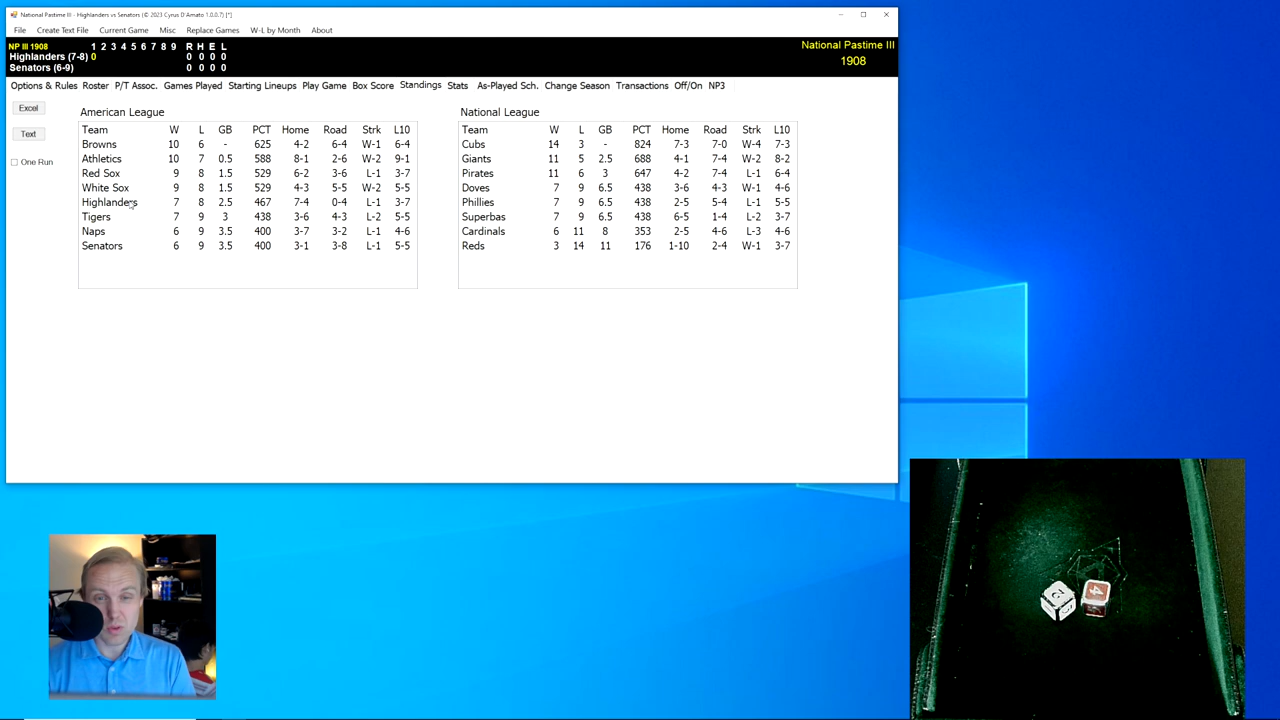 National Pastime III - Highlanders vs Senators (© 2023 Cyrus D'Amato 1.0.0.7) [*]
File Create Text File Current Game Misc Replace Games W-L by Month About
NP III 1908 1 2 3 4 5 6 7 8 9 R H E L
Highlanders (7-8) 0 0 0 0 0
Senators (6-9) 0 0 0 0
National Pastime III
1908
Options & Rules Roster P/T Assoc. Games Played Starting Lineups Play Game Box Score Standings Stats As-Played Sch. Change Season Transactions Off/On NP3
Excel
Text
One Run
American League
Team W L GB PCT Home Road Strk L10
Browns 10 6 - 625 4-2 6-4 W-1 6-4
Athletics 10 7 0.5 588 8-1 2-6 W-2 9-1
Red Sox 9 8 1.5 529 6-2 3-6 L-1 3-7
White Sox 9 8 1.5 529 4-3 5-5 W-2 5-5
Highlanders 7 8 2.5 467 7-4 0-4 L-1 3-7
Tigers 7 9 3 438 3-6 4-3 L-2 5-5
Naps 6 9 3.5 400 3-7 3-2 L-1 4-6
Senators 6 9 3.5 400 3-1 3-8 L-1 5-5
National League
Team W L GB PCT Home Road Strk L10
Cubs 14 3 - 824 7-3 7-0 W-4 7-3
Giants 11 5 2.5 688 4-1 7-4 W-2 8-2
Pirates 11 6 3 647 4-2 7-4 L-1 6-4
Doves 7 9 6.5 438 3-6 4-3 W-1 4-6
Phillies 7 9 6.5 438 2-5 5-4 L-1 5-5
Superbas 7 9 6.5 438 6-5 1-4 L-2 3-7
Cardinals 6 11 8 353 2-5 4-6 L-3 4-6
Reds 3 14 11 176 1-10 2-4 W-1 3-7
2 4